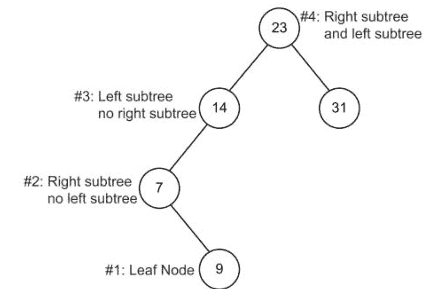 23
#4: Right subtree
and left subtree
#3: Left subtree
no right subtree
14
31
#2: Right subtree
no left subtree
7
#1: Leaf Node
9